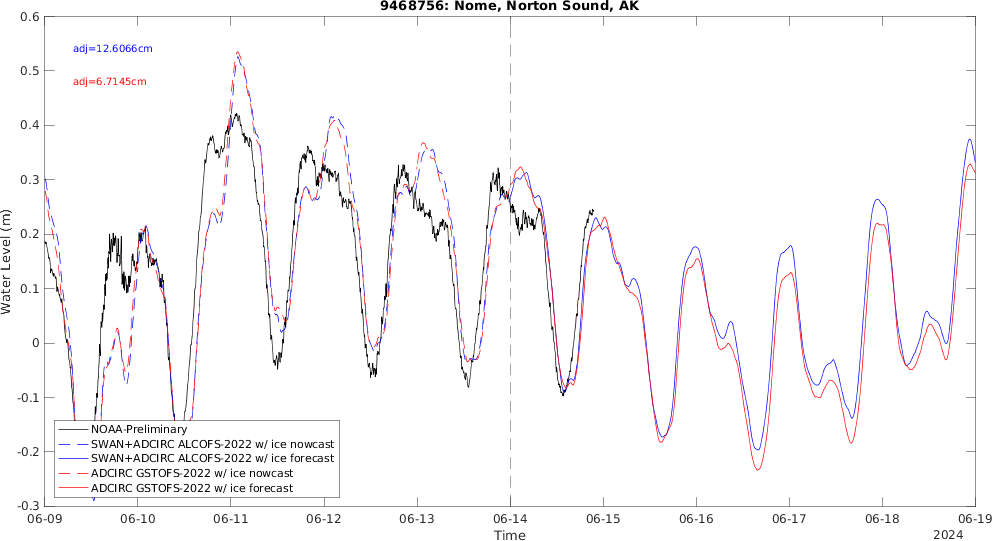 9468756: Nome, Norton Sound, AK
0.6
0.5
0.4
0.3
0.2
0.1
0
-0.1
-0.2
-0.3
Water Level (m)
adj=12.6066cm
adj=6.7145cm
NOAA-Preliminary
SWAN+ADCIRC ALCOFS-2022 w/ ice nowcast
SWAN+ADCIRC ALCOFS-2022 w/ ice forecast
ADCIRC GSTOFS-2022 w/ ice nowcast
ADCIRC GSTOFS-2022 w/ ice forecast
06-09 06-10 06-11 06-12 06-13 06-14 06-15 06-16 06-17 06-18 06-19
Time
2024